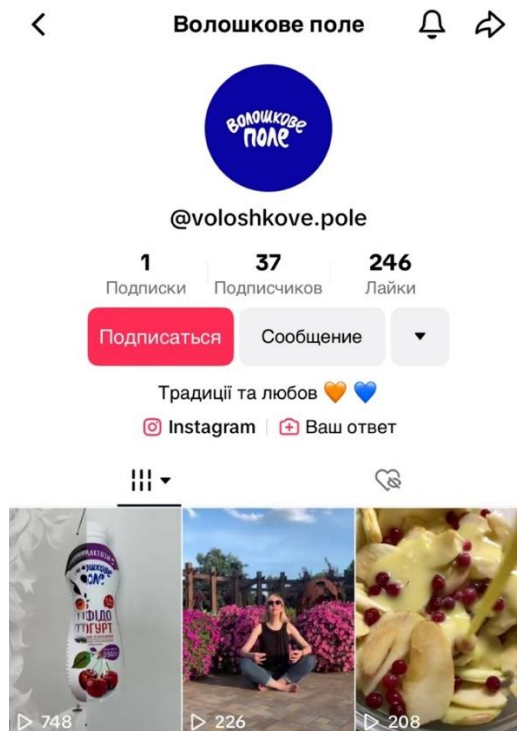 Волошкове поле
ВОЛОШКОВЕ
ПОЛЕ
@voloshkove.pole
1 37 246
Подписки Подписчиков Лайки
Подписаться Сообщение
Традиції та любов 🧡 💙
Instagram Ваш ответ
ЙОГУРТ
748 226 208